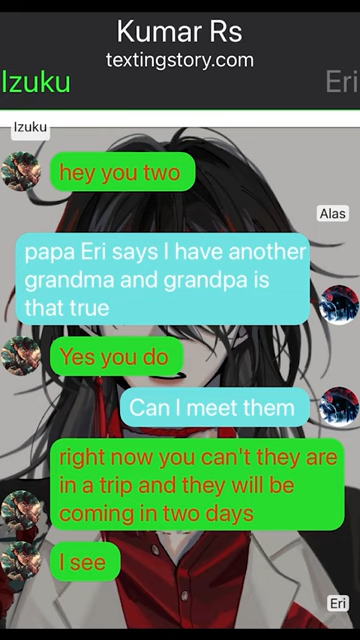 Kumar Rs
textingstory.com
Izuku
Eri
Izuku
hey you two
Alas
papa Eri says I have another
grandma and grandpa is
that true
Yes you do
Can I meet them
right now you can't they are
in a trip and they will be
coming in two days
I see
Eri